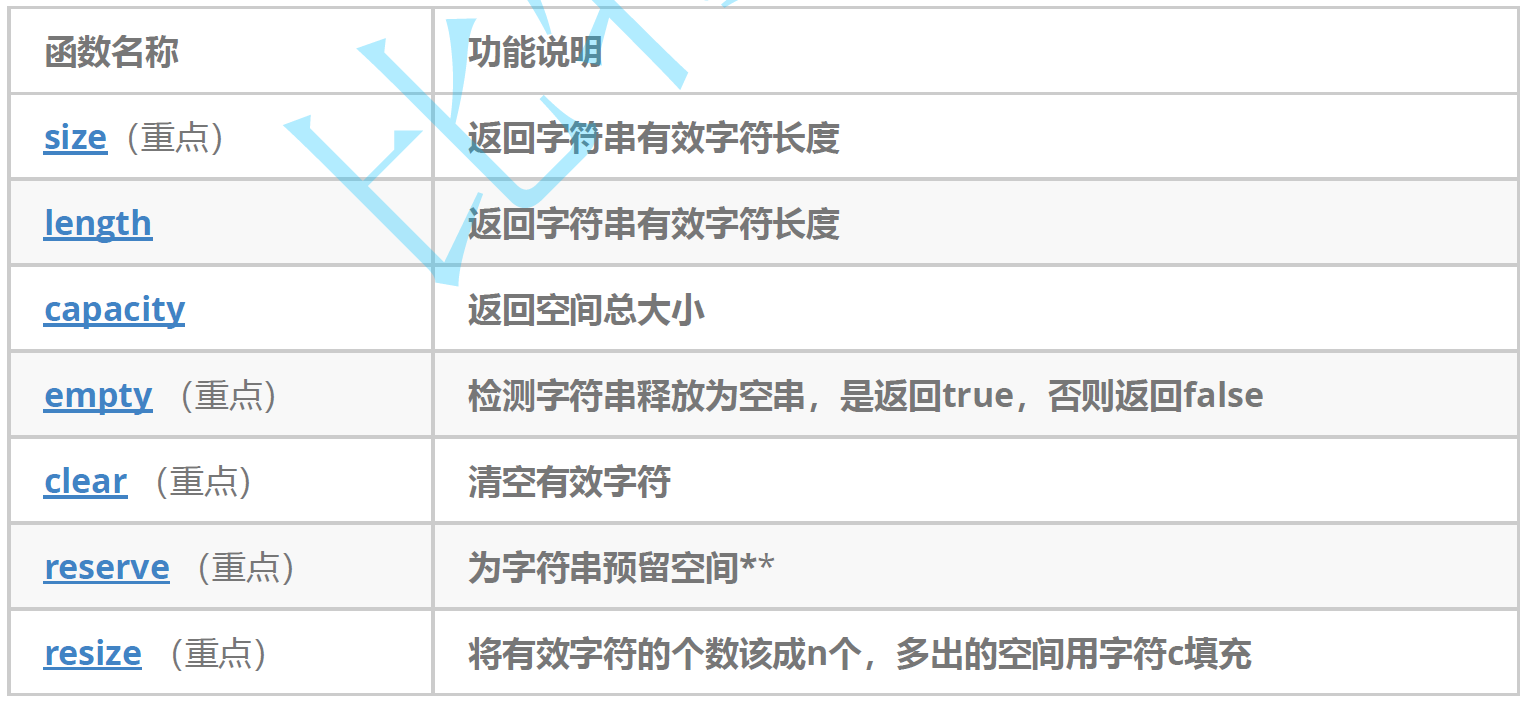 函数名称 功能说明
size（重点） 返回字符串有效字符长度
length 返回字符串有效字符长度
capacity 返回空间总大小
empty （重点） 检测字符串释放为空串，是返回true，否则返回false
clear （重点） 清空有效字符
reserve （重点） 为字符串预留空间**
resize （重点） 将有效字符的个数该成n个，多出的空间用字符c填充